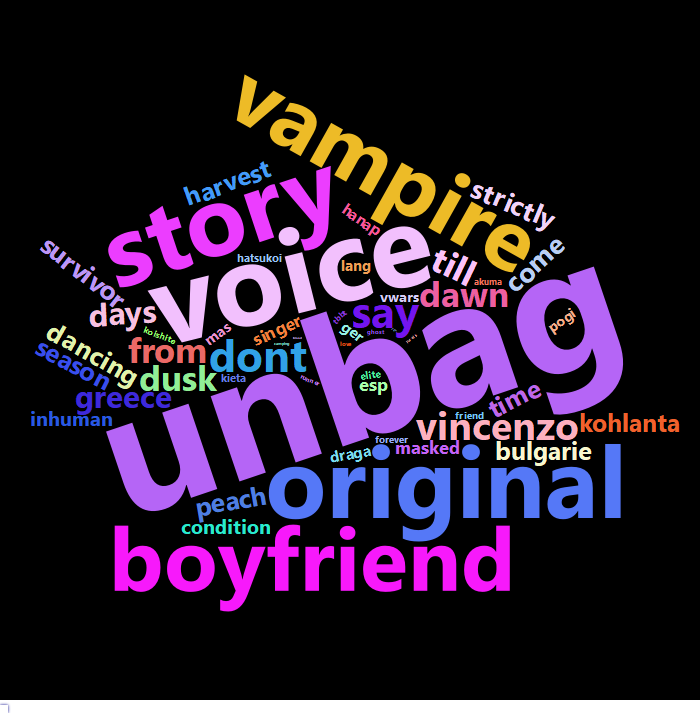 vampire
harvest
strictly
story
hanap
voice
survivor
hatsukoi
lang
till
come
akuma
vwars
dawn
days
say
pogi
singer
mas
ger
kolshite
from
dont
unbag
dancing
season
dusk
kieta
elite
esp
ghost
low
greece
time
inhuman
friend
vincenzo
kohlanta
forever
masked
bulgarie
draga
original
peach
condition
boyfriend